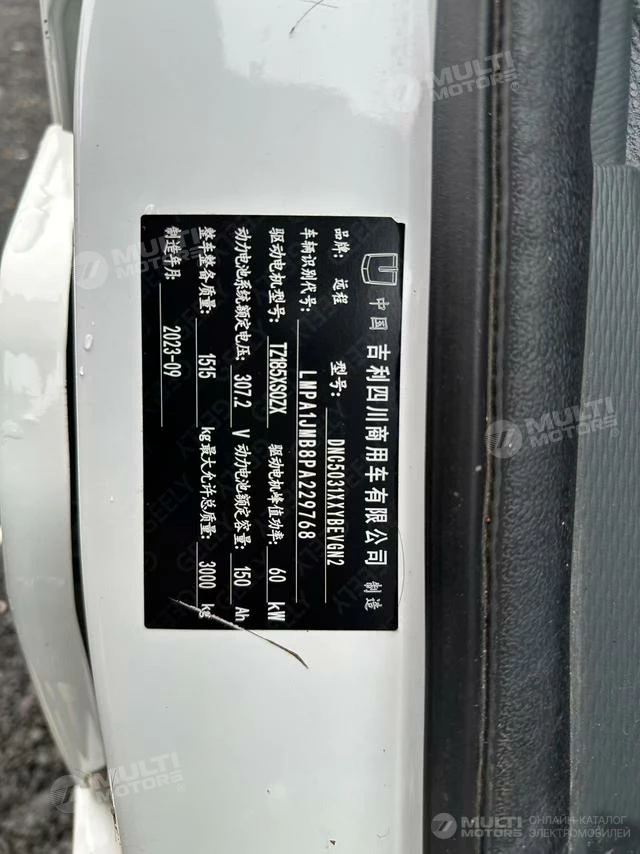 中国 吉利四川商用车有限公司 制造
品牌: 远程 型号: DNC5031XXYBEVGN2
车辆识别代号: LMPA1JMB8PA229768
驱动电机型号: TZ185XS0ZX 驱动电机峰值功率: 60 kW
动力电池系统额定电压: 307.2 V 动力电池额定容量: 150 Ah
整车整备质量: 1515 kg 最大允许总质量: 3000 kg
制造年月: 2023-09
GEELY
MULTI MOTORS®
MULTI MOTORS®
MULTI MOTORS®
MULTI MOTORS®
MULTI MOTORS® ОНЛАЙН-КАТАЛОГ ЭЛЕКТРОМОБИЛЕЙ